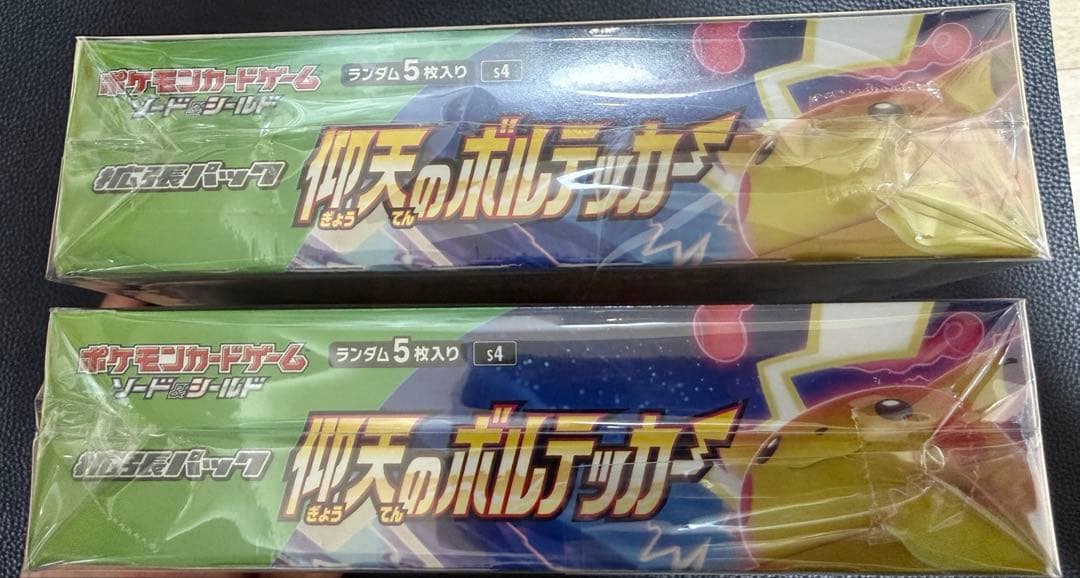 ポケモンカードゲーム
ソード&シールド
ランダム5枚入り s4
拡張パック
仰天のボルテッカー
ぎょう てん
ポケモンカードゲーム
ソード&シールド
ランダム5枚入り s4
拡張パック
仰天のボルテッカー
ぎょう てん